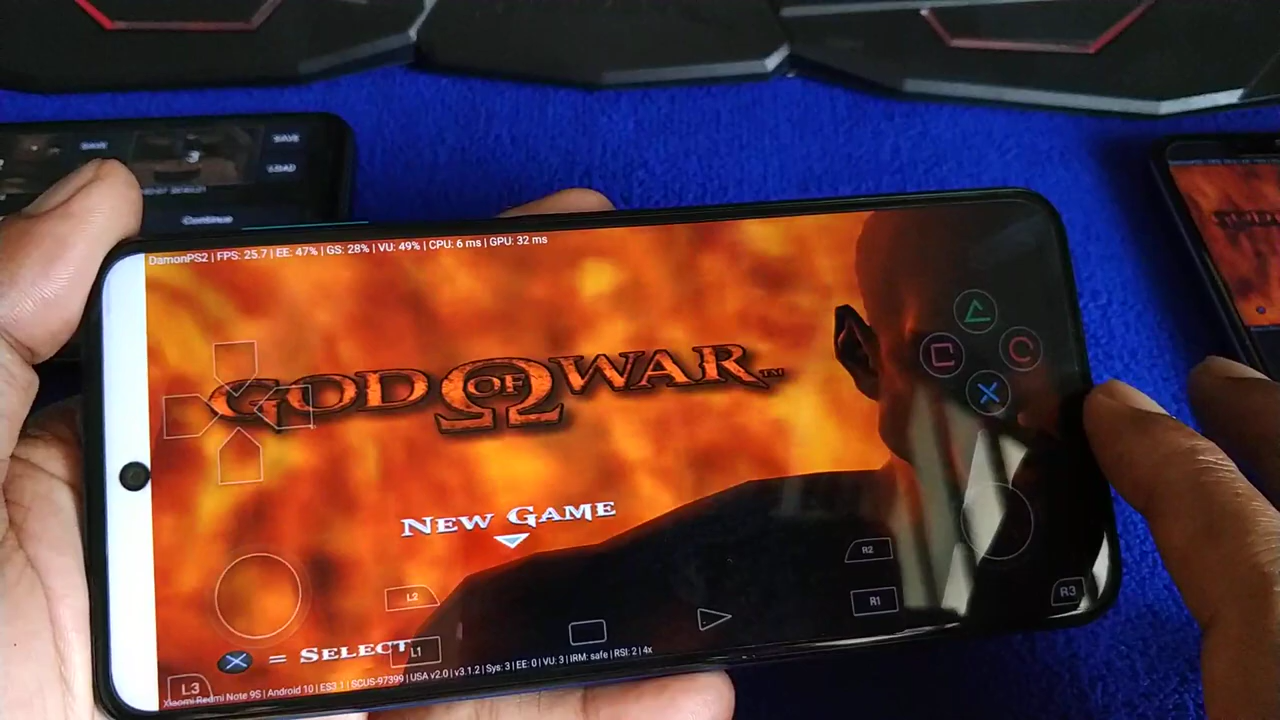 SAVE
3
SAVE
LOAD
Continue
DamonPS2 | FPS: 25.7 | EE: 47% | GS: 28% | VU: 49% | CPU: 6 ms | GPU: 32 ms
GOD OF WAR™
NEW GAME
R2
L2
R1
R3
L1
= SELECT
L3
Xiaomi Redmi Note 9S | Android 10 | ES3.1 | SCUS-97399 | USA v2.0 | v3.1.2 | Sys: 3 | EE: 0 | VU: 3 | IRM: safe | RSI: 2 | 4x